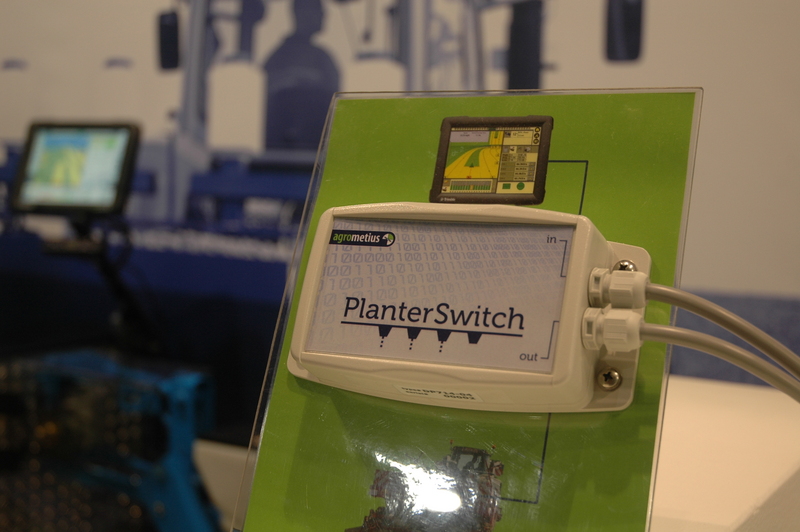 agrometius
in
PlanterSwitch
out